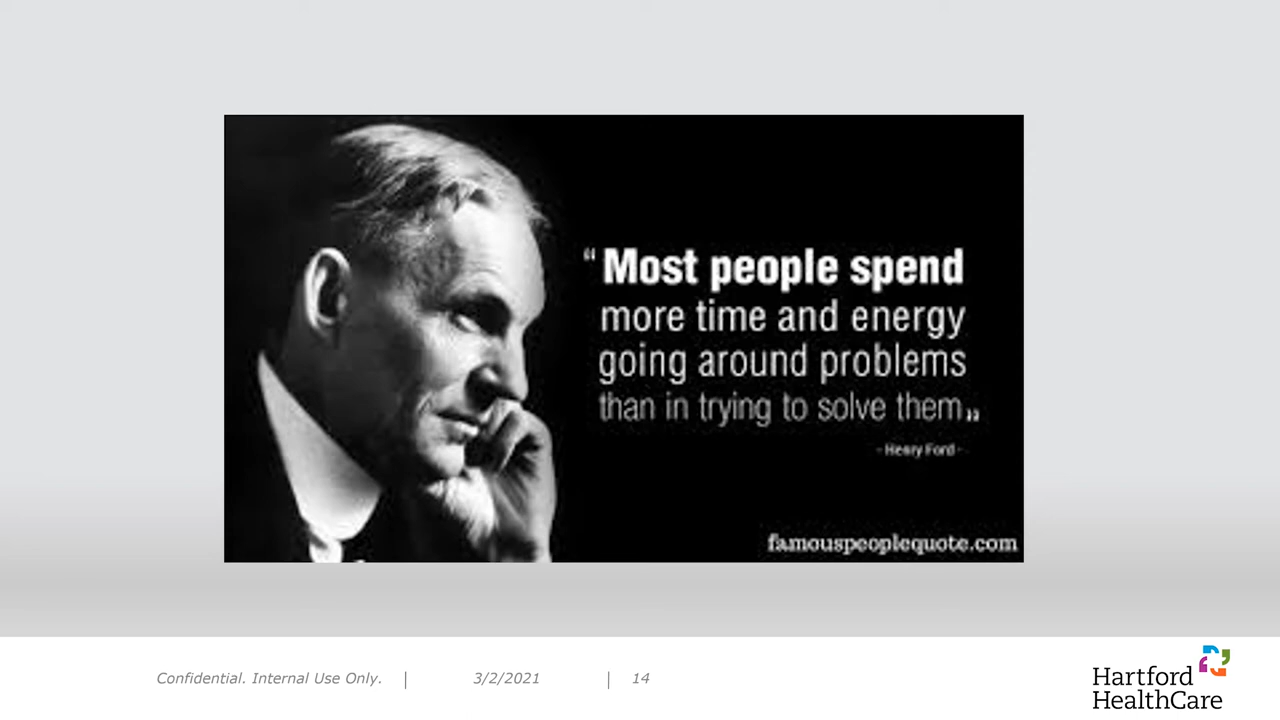 “Most people spend
more time and energy
going around problems
than in trying to solve them”
- Henry Ford -
famouspeoplequote.com
Confidential. Internal Use Only. | 3/2/2021 | 14
Hartford
HealthCare